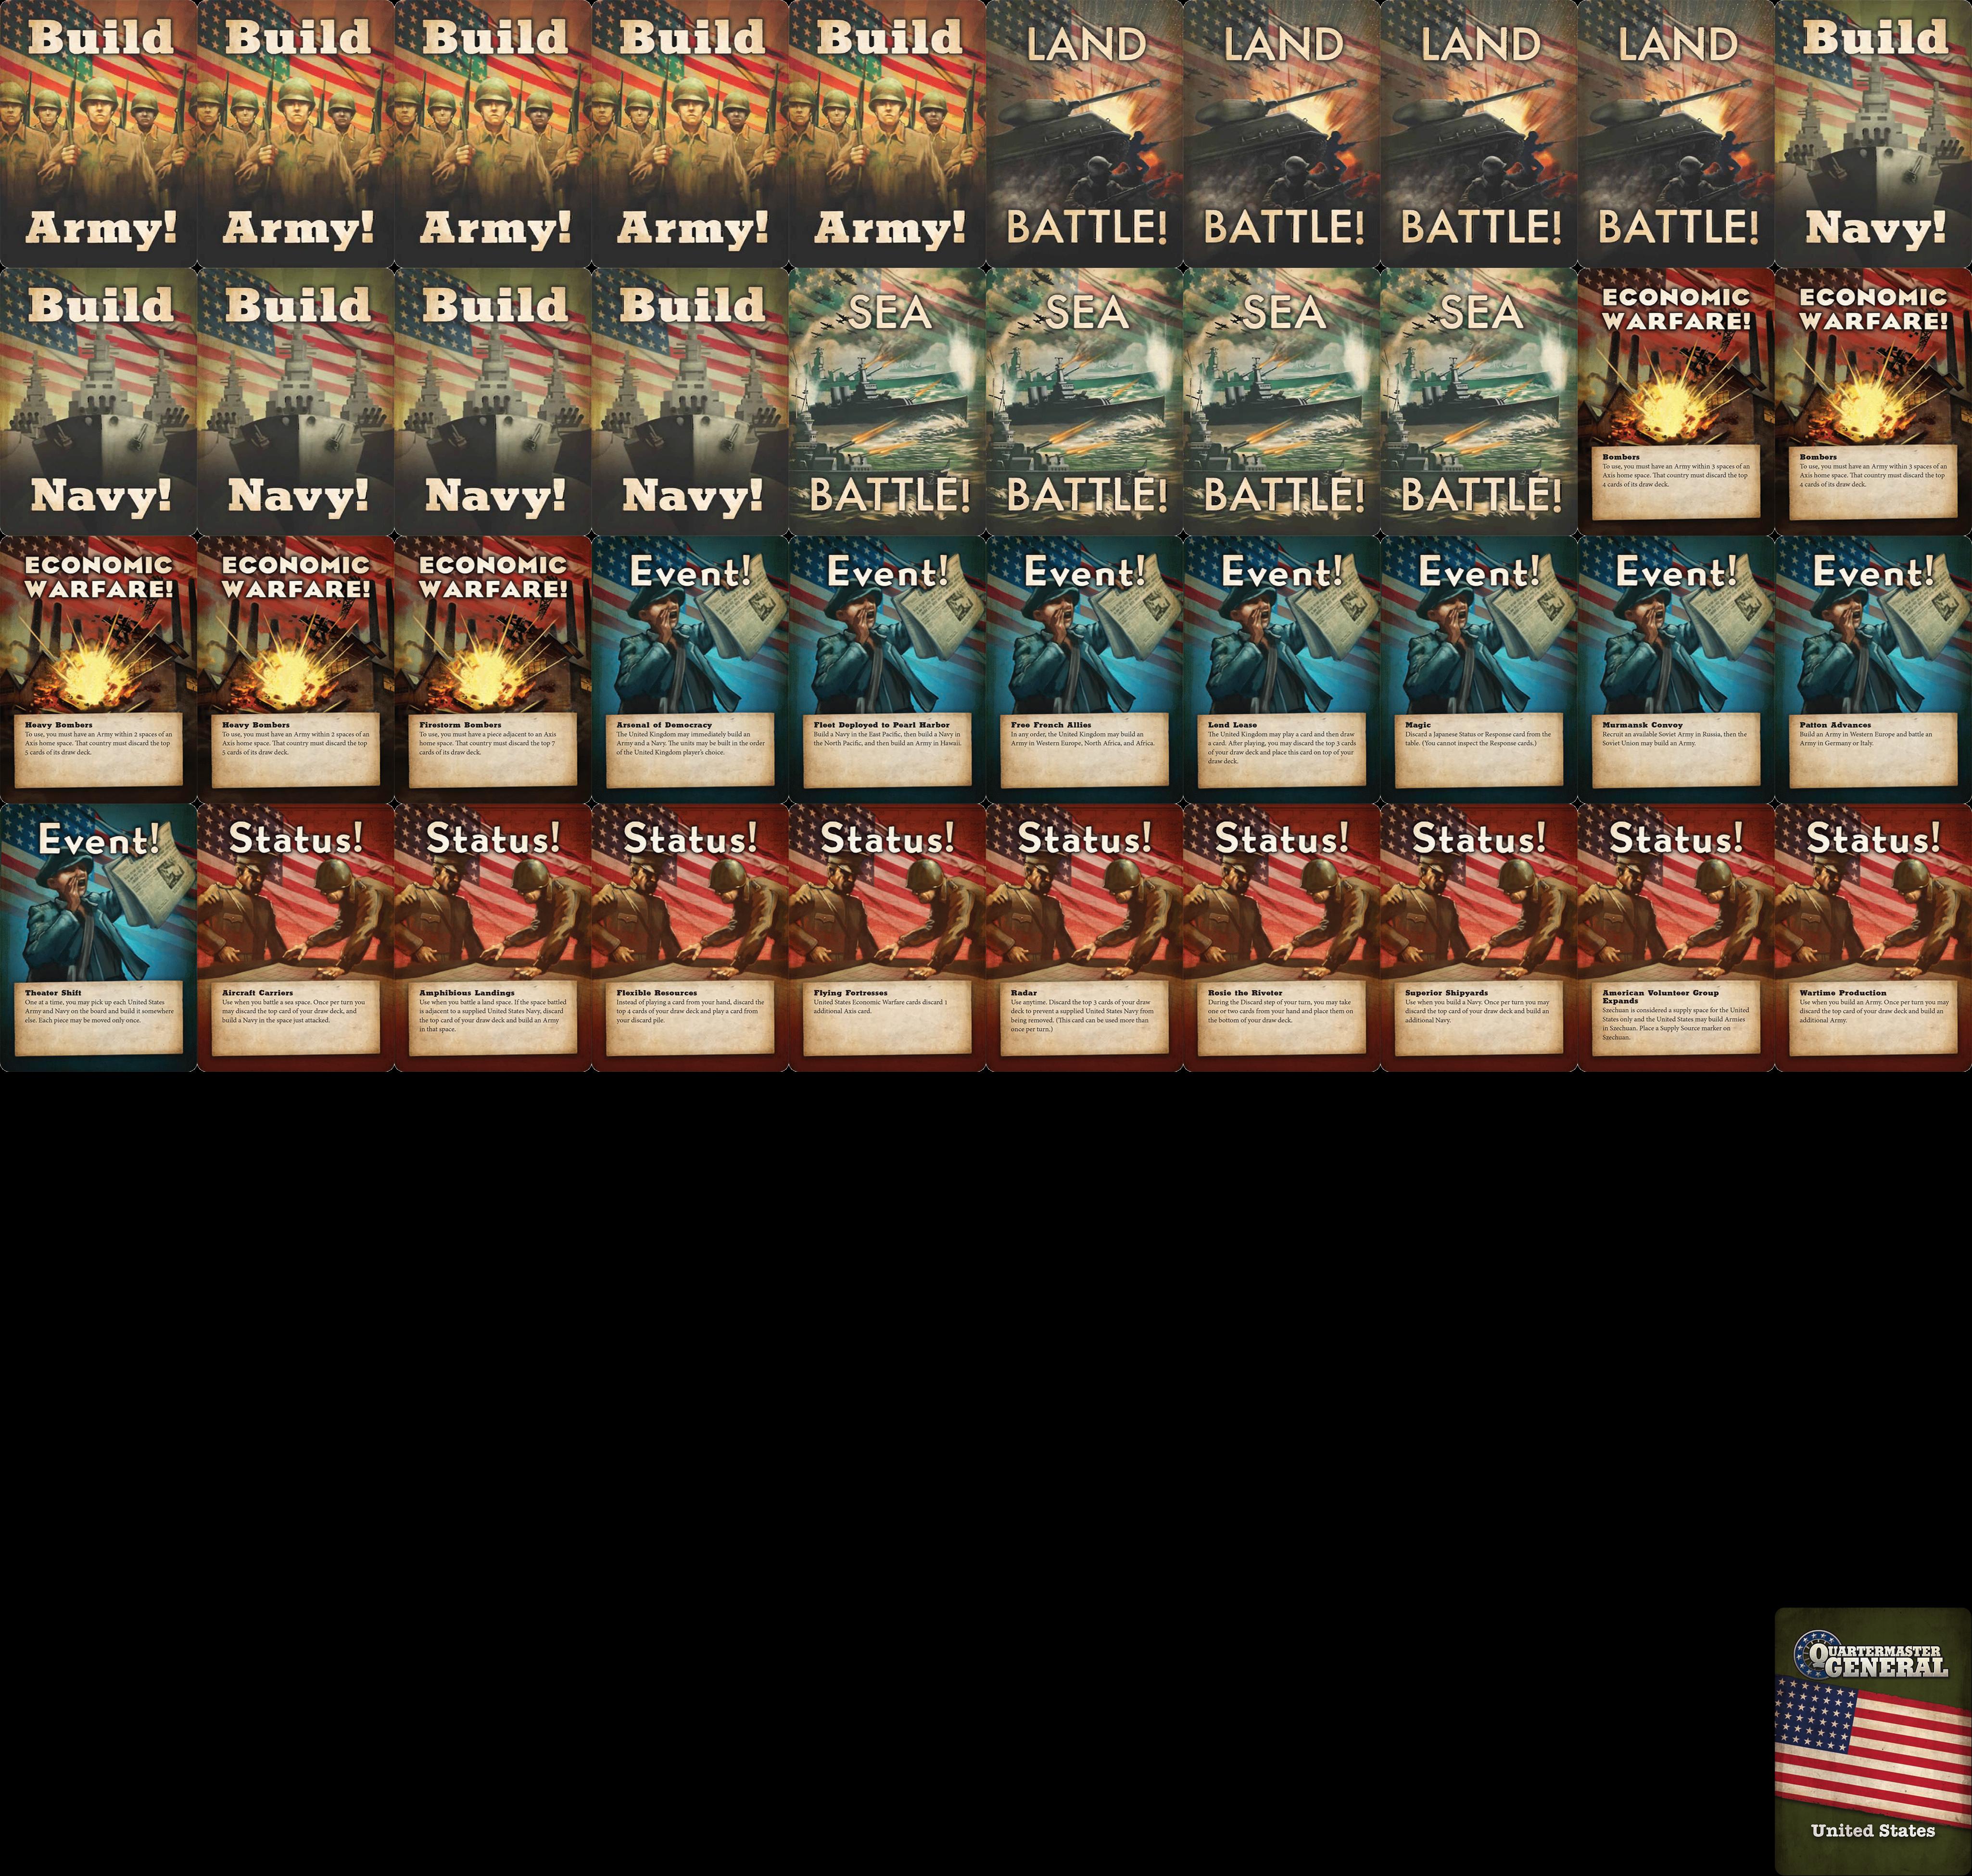 Build
Army!
Build
Army!
Build
Army!
Build
Army!
Build
Army!
LAND
BATTLE!
LAND
BATTLE!
LAND
BATTLE!
LAND
BATTLE!
Build
Navy!
Build
Navy!
Build
Navy!
Build
Navy!
Build
Navy!
SEA
BATTLE!
SEA
BATTLE!
SEA
BATTLE!
SEA
BATTLE!
ECONOMIC
WARFARE!
Bombers
To use, you must have an Army within 3 spaces of an
Axis home space. That country must discard the top
4 cards of its draw deck.
ECONOMIC
WARFARE!
Bombers
To use, you must have an Army within 3 spaces of an
Axis home space. That country must discard the top
4 cards of its draw deck.
ECONOMIC
WARFARE!
Heavy Bombers
To use, you must have an Army within 2 spaces of an
Axis home space. That country must discard the top
5 cards of its draw deck.
ECONOMIC
WARFARE!
Heavy Bombers
To use, you must have an Army within 2 spaces of an
Axis home space. That country must discard the top
5 cards of its draw deck.
ECONOMIC
WARFARE!
Firestorm Bombers
To use, you must have a piece adjacent to an Axis
home space. That country must discard the top 7
cards of its draw deck.
Event!
Arsenal of Democracy
The United Kingdom may immediately build an
Army and a Navy. The units may be built in the order
of the United Kingdom player's choice.
Event!
Fleet Deployed to Pearl Harbor
Build a Navy in the East Pacific, then build a Navy in
the North Pacific, and then build an Army in Hawaii.
Event!
Free French Allies
In any order, the United Kingdom may build an
Army in Western Europe, North Africa, and Africa.
Event!
Lend Lease
The United Kingdom may play a card and then draw
a card. After playing, you may discard the top 3 cards
of your draw deck and place this card on top of your
draw deck.
Event!
Magic
Discard a Japanese Status or Response card from the
table. (You cannot inspect the Response cards.)
Event!
Murmansk Convoy
Recruit an available Soviet Army in Russia, then the
Soviet Union may build an Army.
Event!
Patton Advances
Build an Army in Western Europe and battle an
Army in Germany or Italy.
Event!
Theater Shift
One at a time, you may pick up each United States
Army and Navy on the board and build it somewhere
else. Each piece may be moved only once.
Status!
Aircraft Carriers
Use when you battle a sea space. Once per turn you
may discard the top card of your draw deck, and
build a Navy in the space just attacked.
Status!
Amphibious Landings
Use when you battle a land space. If the space battled
is adjacent to a supplied United States Navy, discard
the top card of your draw deck and build an Army
in that space.
Status!
Flexible Resources
Instead of playing a card from your hand, discard the
top 4 cards of your draw deck and play a card from
your discard pile.
Status!
Flying Fortresses
United States Economic Warfare cards discard 1
additional Axis card.
Status!
Radar
Use anytime. Discard the top 3 cards of your draw
deck to prevent a supplied United States Navy from
being removed. (This card can be used more than
once per turn.)
Status!
Rosie the Riveter
During the Discard step of your turn, you may take
one or two cards from your hand and place them on
the bottom of your draw deck.
Status!
Superior Shipyards
Use when you build a Navy. Once per turn you may
discard the top card of your draw deck and build an
additional Navy.
Status!
American Volunteer Group
Expands
Szechuan is considered a supply space for the United
States only and the United States may build Armies
in Szechuan. Place a Supply Source marker on
Szechuan.
Status!
Wartime Production
Use when you build an Army. Once per turn you may
discard the top card of your draw deck and build an
additional Army.
QUARTERMASTER
GENERAL
United States